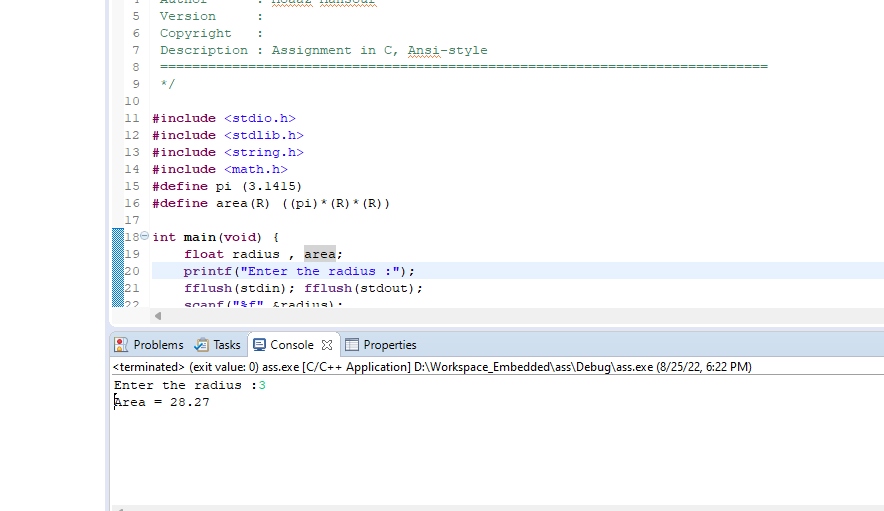 5 Version :
6 Copyright :
7 Description : Assignment in C, Ansi-style
8 ============================================================================
9 */
10
11 #include <stdio.h>
12 #include <stdlib.h>
13 #include <string.h>
14 #include <math.h>
15 #define pi (3.1415)
16 #define area(R) ((pi)*(R)*(R))
17
18 int main(void) {
19 float radius , area;
20 printf("Enter the radius :");
21 fflush(stdin); fflush(stdout);
22 scanf("%f" &radius);
Problems Tasks Console Properties
<terminated> (exit value: 0) ass.exe [C/C++ Application] D:\Workspace_Embedded\ass\Debug\ass.exe (8/25/22, 6:22 PM)
Enter the radius :3
Area = 28.27